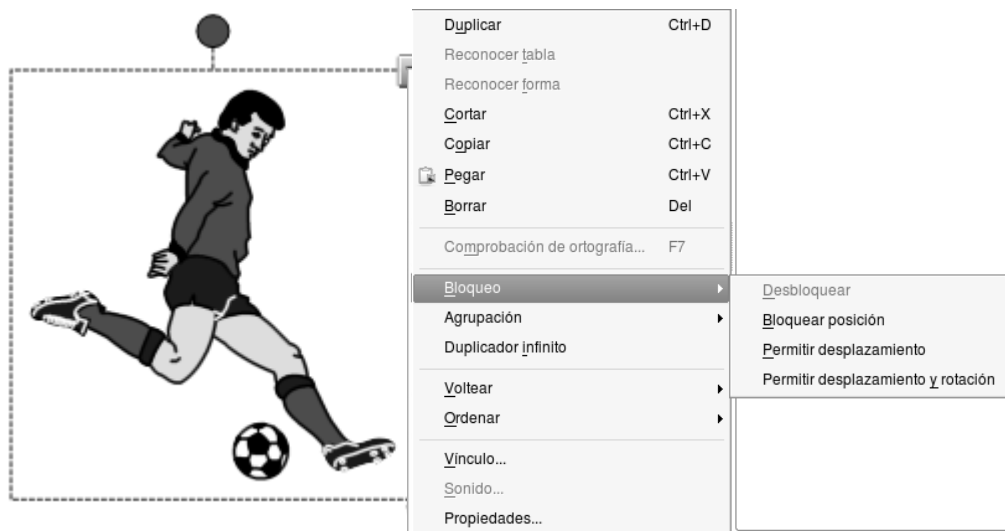 Duplicar Ctrl+D
Reconocer tabla
Reconocer forma
Cortar Ctrl+X
Copiar Ctrl+C
Pegar Ctrl+V
Borrar Del
Comprobación de ortografía... F7
Bloqueo
Desbloquear
Bloquear posición
Permitir desplazamiento
Permitir desplazamiento y rotación
Agrupación
Duplicador infinito
Voltear
Ordenar
Vínculo...
Sonido...
Propiedades...